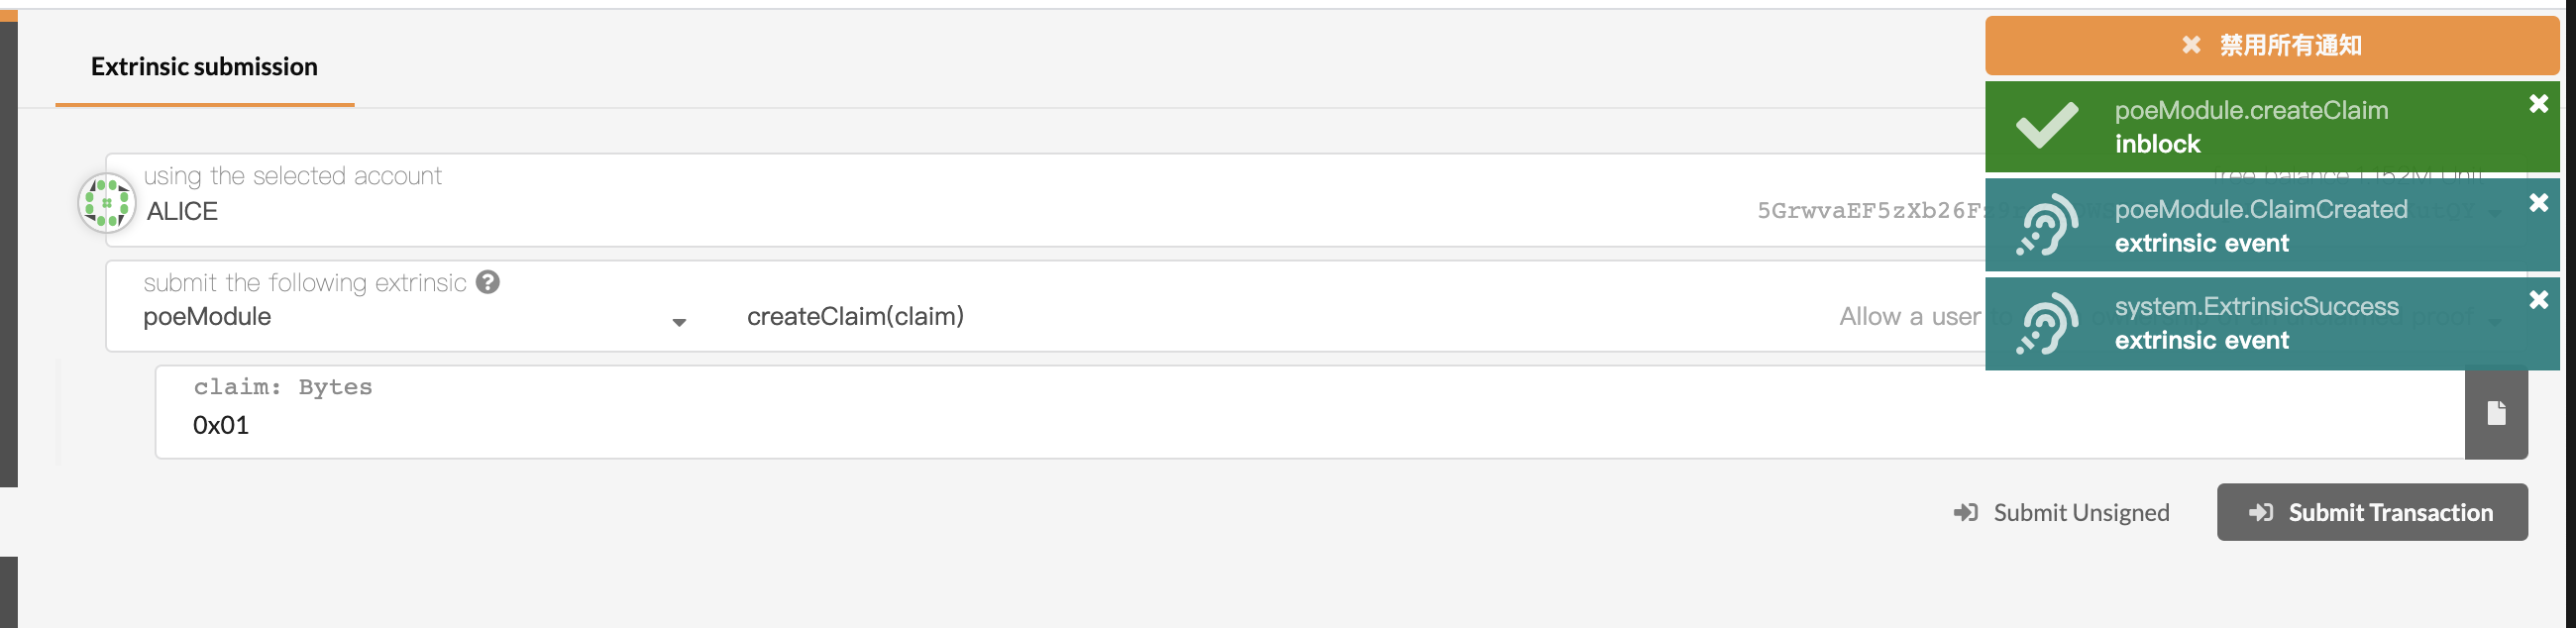 Extrinsic submission
禁用所有通知
poeModule.createClaim
inblock
using the selected account
ALICE
5GrwvaEF5zXb26F
poeModule.ClaimCreated
extrinsic event
submit the following extrinsic
poeModule
createClaim(claim)
Allow a user
system.ExtrinsicSuccess
extrinsic event
claim: Bytes
0x01
Submit Unsigned
Submit Transaction